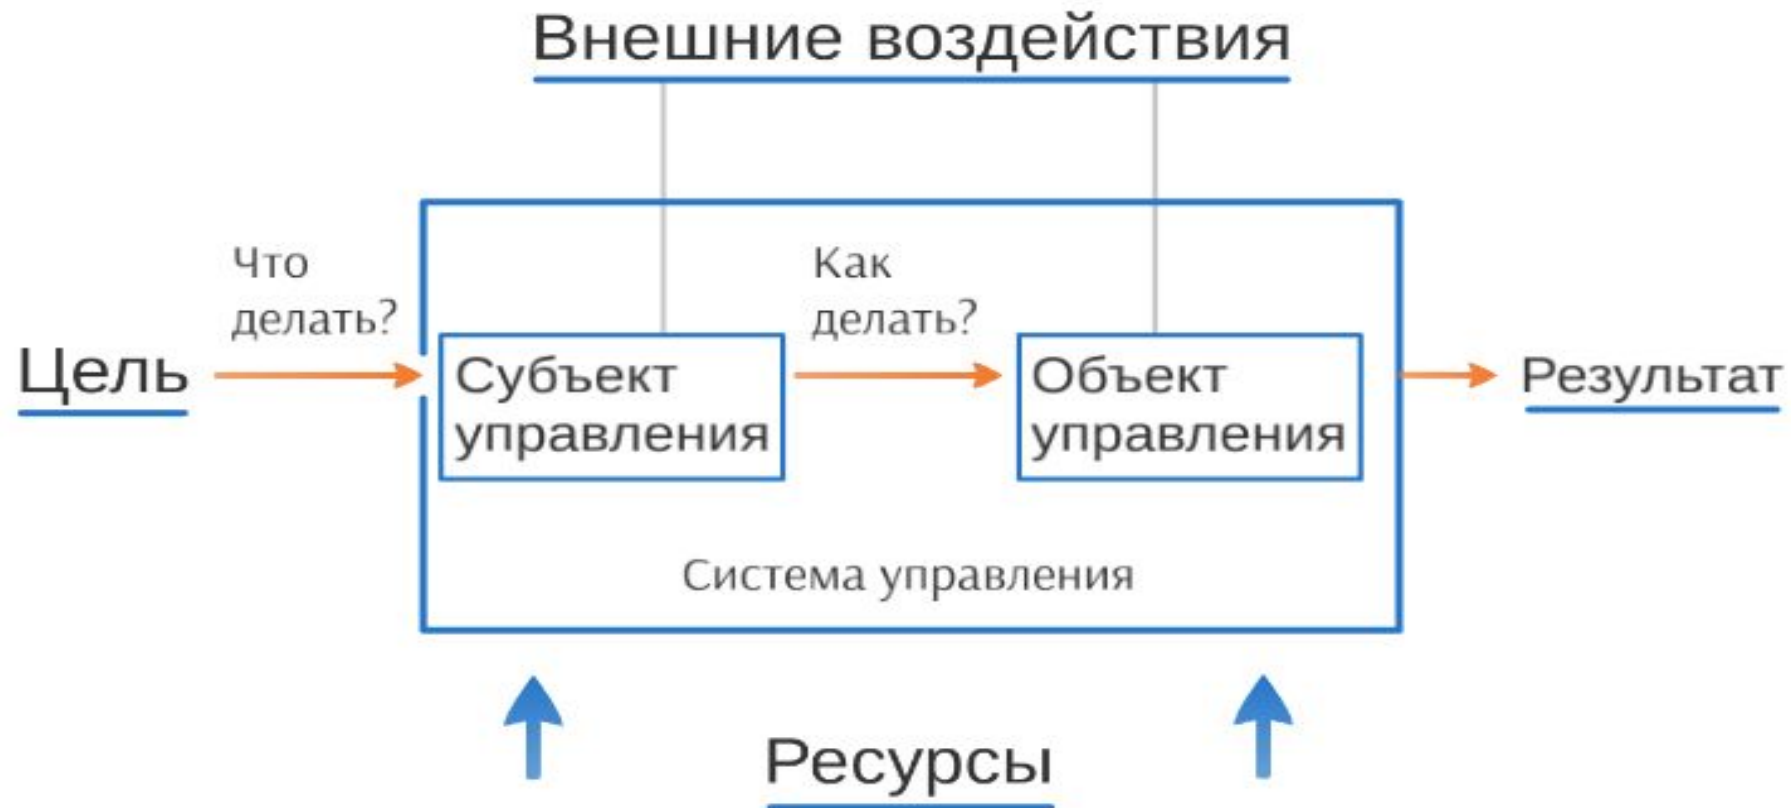 Внешние воздействия
Что
делать?
Как
делать?
Цель
Субъект
управления
Объект
управления
Результат
Система управления
Ресурсы